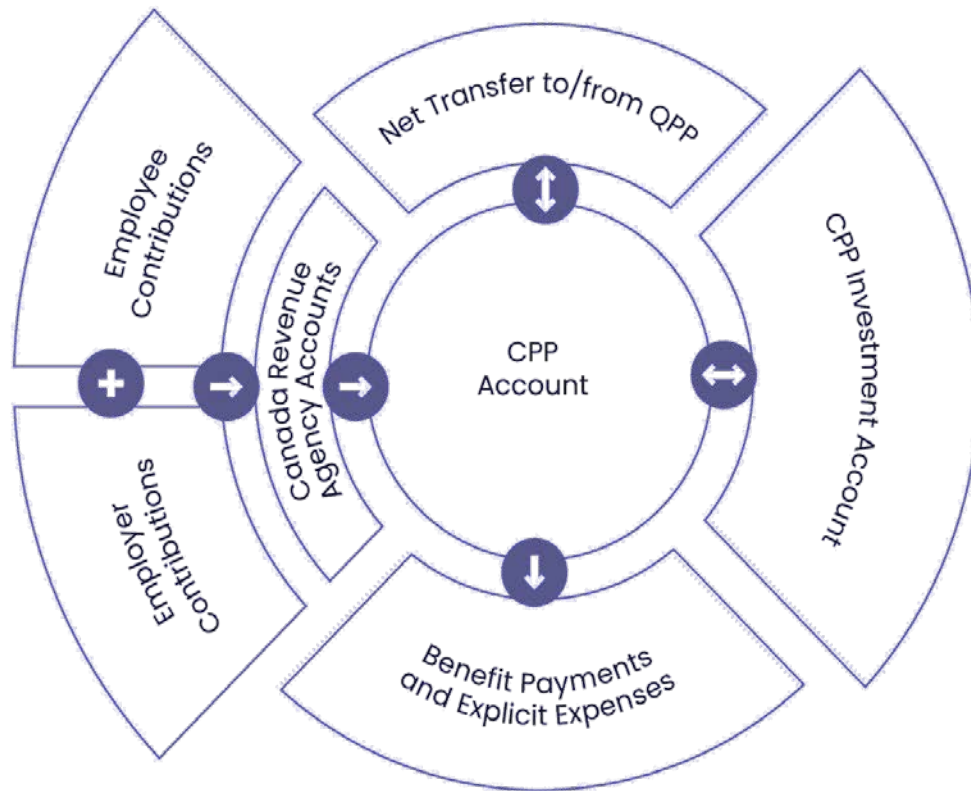 Net Transfer to/from QPP
Employee
Contributions
Canada Revenue
Agency Accounts
CPP
Account
CPP Investment Account
+
Employer
Contributions
Benefit Payments
and Explicit Expenses